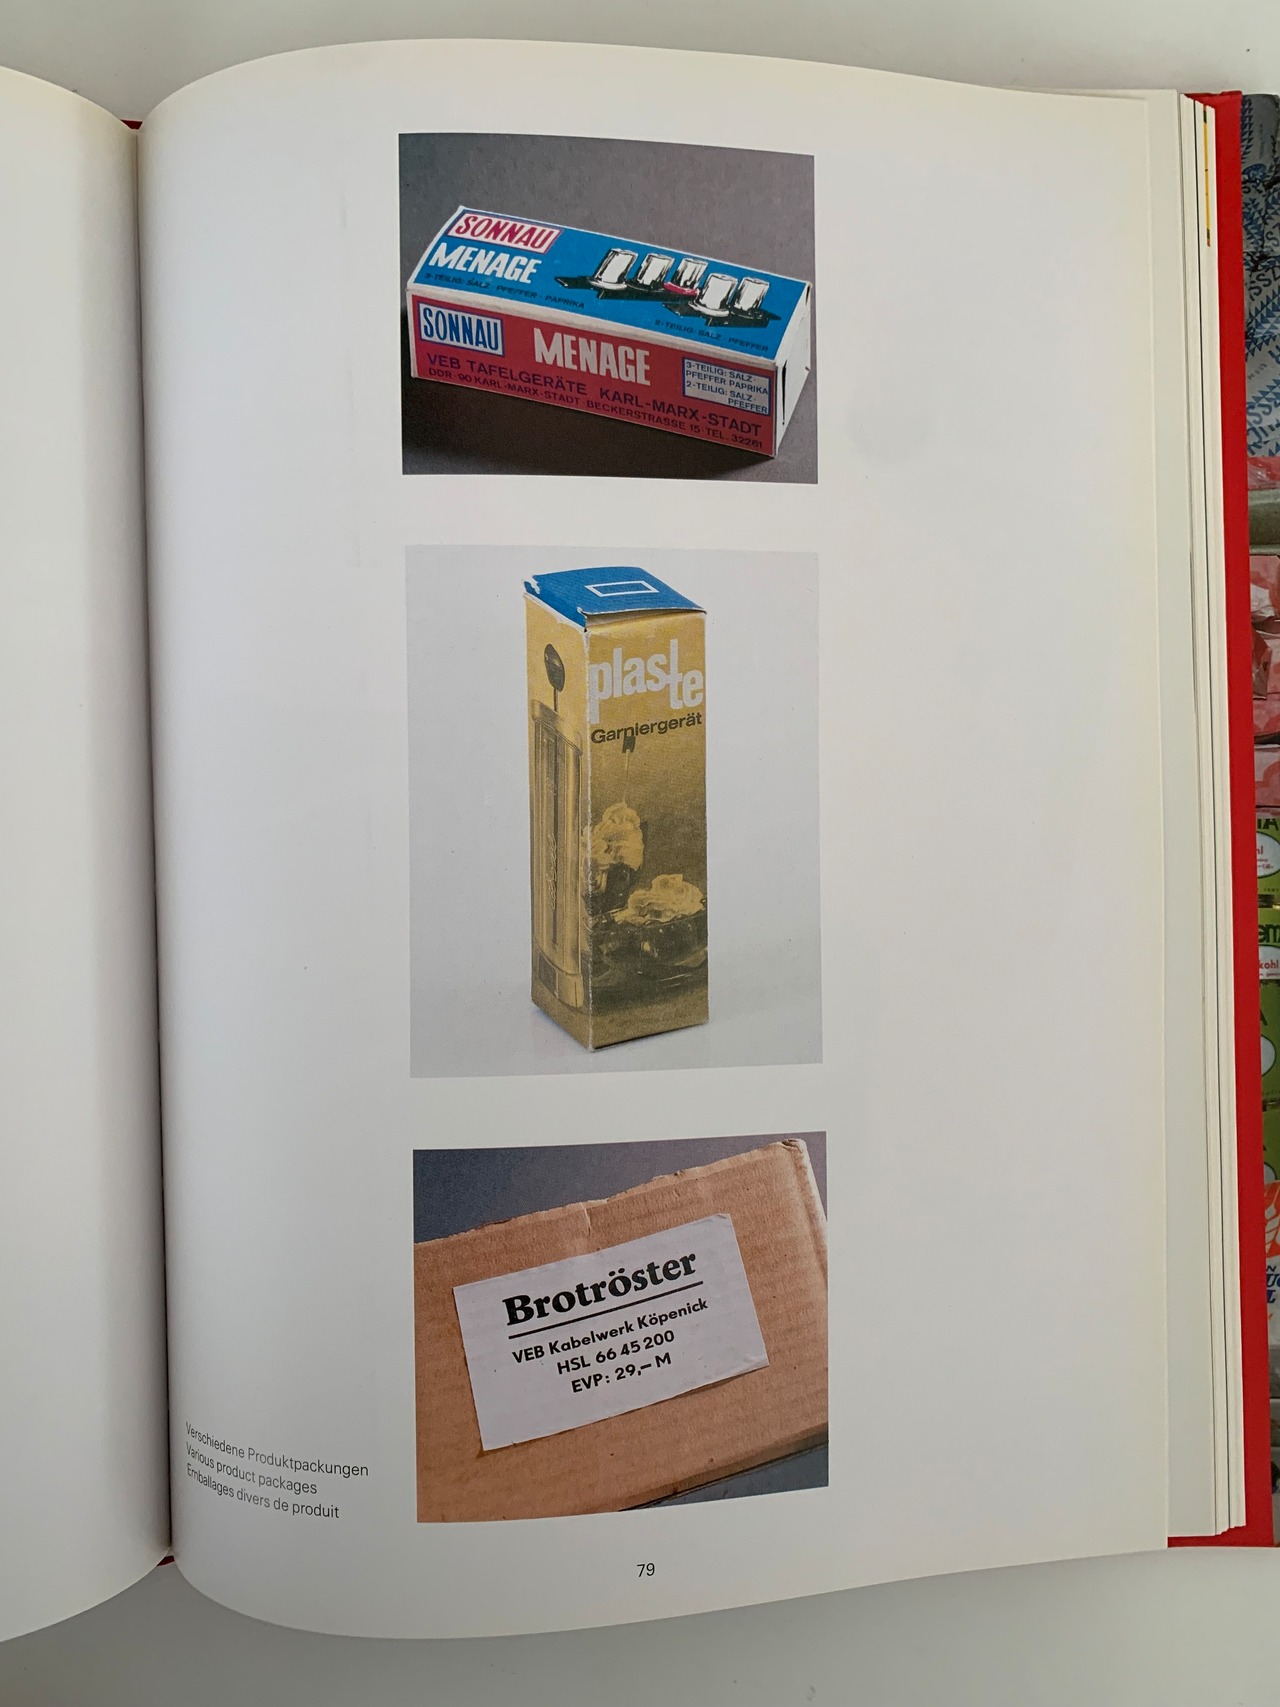 SONNAU
MENAGE
3-TEILIG: SALZ · PFEFFER · PAPRIKA
2-TEILIG: SALZ · PFEFFER
SONNAU
MENAGE
3-TEILIG: SALZ-
PFEFFER PAPRIKA
2-TEILIG: SALZ-
PFEFFER
VEB TAFELGERÄTE KARL-MARX-STADT
DDR-90 KARL-MARX-STADT · BECKERSTRASSE 15 · TEL. 32261
plaste
Garniergerät
Brotröster
VEB Kabelwerk Köpenick
HSL 66 45 200
EVP: 29,– M
Verschiedene Produktpackungen
Various product packages
Emballages divers de produit
79